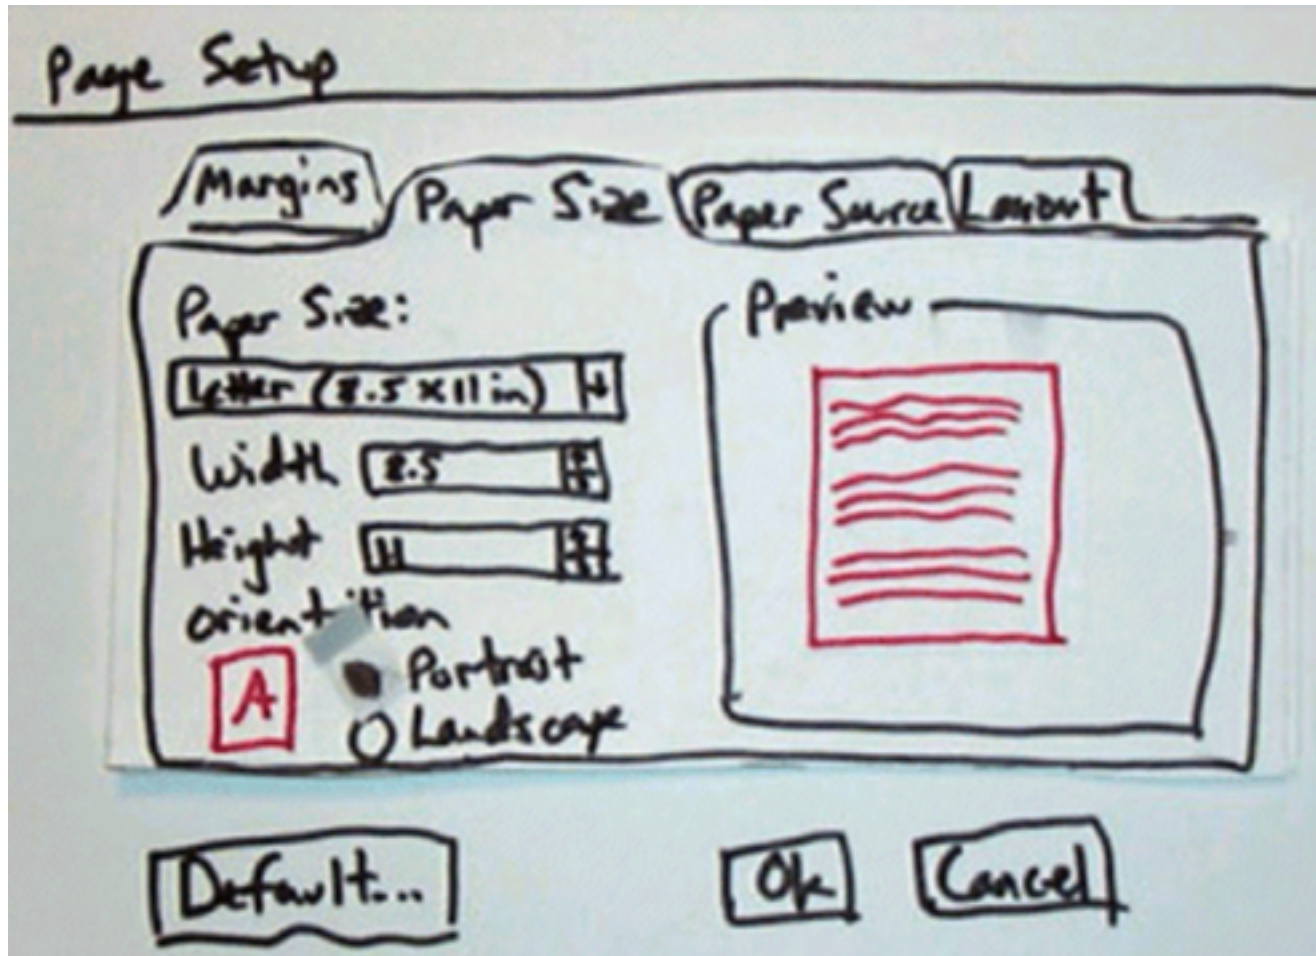 Page Setup
Margins Paper Size Paper Source Layout
Paper Size:
Preview
Letter (8.5 x 11 in)
Width 8.5
Height 11
orientation
A
Portrait
Landscape
Default... Ok Cancel